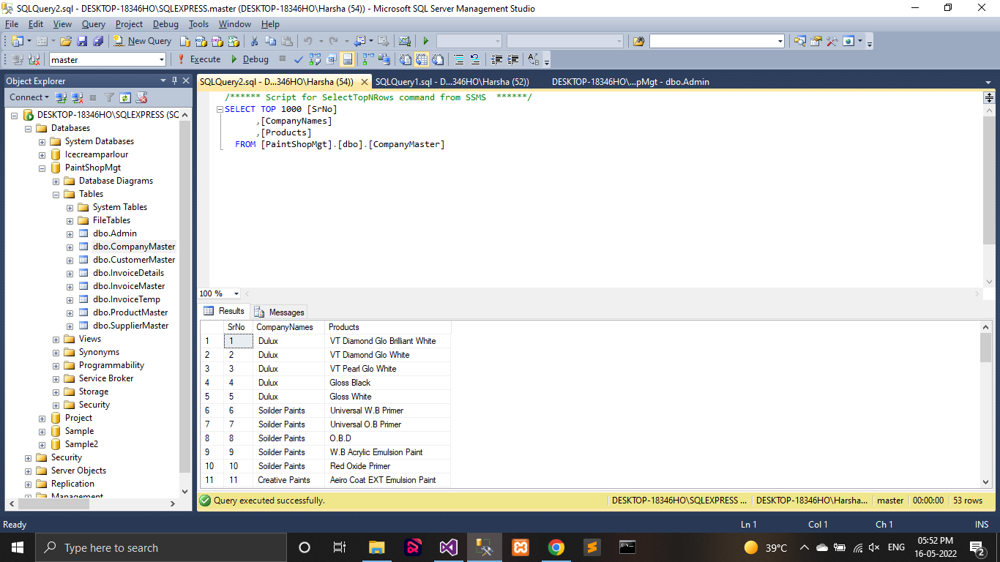 SQLQuery2.sql - DESKTOP-18346HO\SQLEXPRESS.master (DESKTOP-18346HO\Harsha (54)) - Microsoft SQL Server Management Studio
File Edit View Query Project Debug Tools Window Help
New Query
master Execute Debug
Object Explorer
Connect
DESKTOP-18346HO\SQLEXPRESS (SC
Databases
System Databases
Icecreamparlour
PaintShopMgt
Database Diagrams
Tables
System Tables
FileTables
dbo.Admin
dbo.CompanyMaster
dbo.CustomerMaster
dbo.InvoiceDetails
dbo.InvoiceMaster
dbo.InvoiceTemp
dbo.ProductMaster
dbo.SupplierMaster
Views
Synonyms
Programmability
Service Broker
Storage
Security
Project
Sample
Sample2
Security
Server Objects
Replication
Management
SQLQuery2.sql - D...346HO\Harsha (54)) SQLQuery1.sql - D...346HO\Harsha (52)) DESKTOP-18346HO\...pMgt - dbo.Admin
/****** Script for SelectTopNRows command from SSMS ******/
SELECT TOP 1000 [SrNo]
,[CompanyNames]
,[Products]
FROM [PaintShopMgt].[dbo].[CompanyMaster]
100 %
Results Messages
SrNo CompanyNames Products
1 1 Dulux VT Diamond Glo Brilliant White
2 2 Dulux VT Diamond Glo White
3 3 Dulux VT Pearl Glo White
4 4 Dulux Gloss Black
5 5 Dulux Gloss White
6 6 Soilder Paints Universal W.B Primer
7 7 Soilder Paints Universal O.B Primer
8 8 Soilder Paints O.B.D
9 9 Soilder Paints W.B Acrylic Emulsion Paint
10 10 Soilder Paints Red Oxide Primer
11 11 Creative Paints Aeiro Coat EXT Emulsion Paint
Query executed successfully. DESKTOP-18346HO\SQLEXPRESS ... DESKTOP-18346HO\Harsha... master 00:00:00 53 rows
Ready Ln 1 Col 1 Ch 1 INS
Type here to search 39°C ENG 05:52 PM
16-05-2022 2